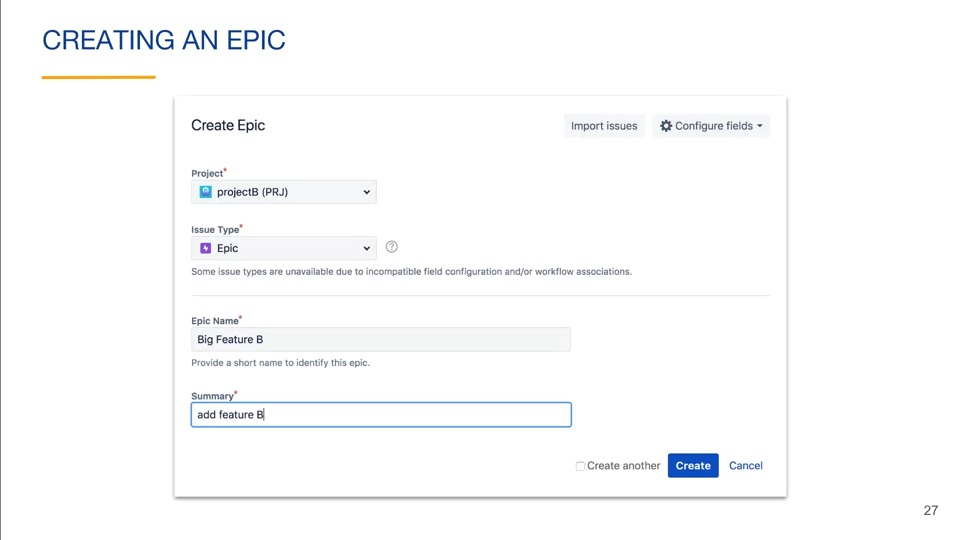 CREATING AN EPIC
Create Epic
Import issues
Configure fields
Project*
projectB (PRJ)
Issue Type*
Epic
Some issue types are unavailable due to incompatible field configuration and/or workflow associations.
Epic Name*
Big Feature B
Provide a short name to identify this epic.
Summary*
add feature B
Create another
Create
Cancel
27